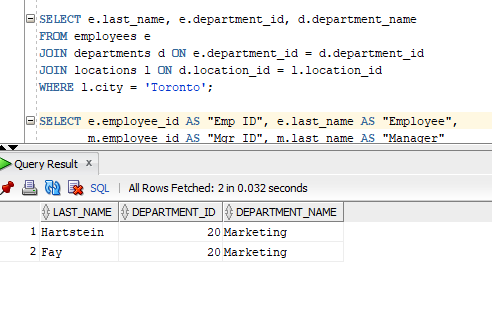 SELECT e.last_name, e.department_id, d.department_name
FROM employees e
JOIN departments d ON e.department_id = d.department_id
JOIN locations l ON d.location_id = l.location_id
WHERE l.city = 'Toronto';
SELECT e.employee_id AS "Emp ID", e.last_name AS "Employee",
m.employee_id AS "Mgr ID", m.last_name AS "Manager"
Query Result x
SQL | All Rows Fetched: 2 in 0.032 seconds
LAST_NAME DEPARTMENT_ID DEPARTMENT_NAME
1 Hartstein 20 Marketing
2 Fay 20 Marketing